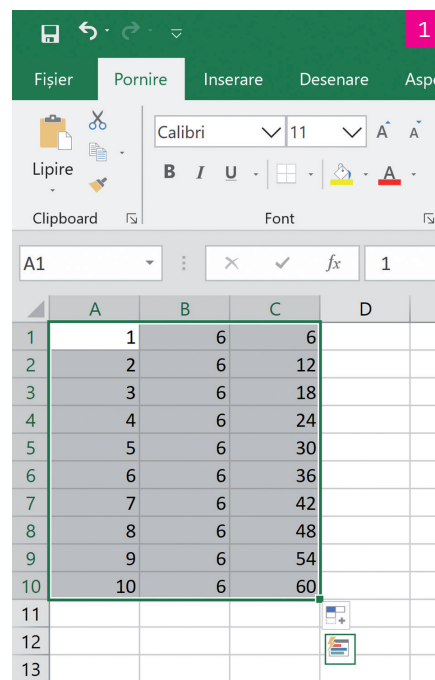 1
Fișier Pornire Inserare Desenare Aspe
Calibri 11 A A
Lipire B I U A
Clipboard Font
A1 fx 1
A B C D
1 1 6 6
2 2 6 12
3 3 6 18
4 4 6 24
5 5 6 30
6 6 6 36
7 7 6 42
8 8 6 48
9 9 6 54
10 10 6 60
11
12
13